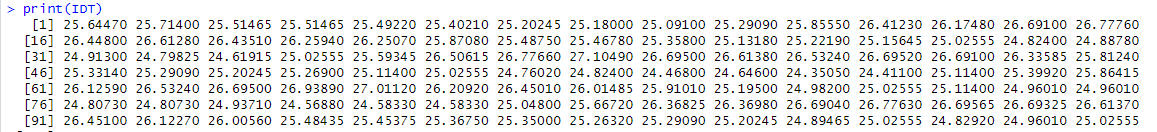 > print(IDT)
[1] 25.64470 25.71400 25.51465 25.51465 25.49220 25.40210 25.20245 25.18000 25.09100 25.29090 25.85550 26.41230 26.17480 26.69100 26.77760
[16] 26.44800 26.61280 26.43510 26.25940 26.25070 25.87080 25.48750 25.46780 25.35800 25.13180 25.22190 25.15645 25.02555 24.82400 24.88780
[31] 24.91300 24.79825 24.61915 25.02555 25.59345 26.50615 26.77660 27.10490 26.69500 26.61380 26.53240 26.69520 26.69100 26.33585 25.81240
[46] 25.33140 25.29090 25.20245 25.26900 25.11400 25.02555 24.76020 24.82400 24.46800 24.64600 24.35050 24.41100 25.11400 25.39920 25.86415
[61] 26.12590 26.53240 26.69500 26.93890 27.01120 26.20920 26.45010 26.01485 25.91010 25.19500 24.98200 25.02555 25.11400 24.96010 24.96010
[76] 24.80730 24.80730 24.93710 24.56880 24.58330 24.58330 25.04800 25.66720 26.36825 26.36980 26.69040 26.77630 26.69565 26.69325 26.61370
[91] 26.45100 26.12270 26.00560 25.48435 25.45375 25.36750 25.35000 25.26320 25.29090 25.20245 24.89465 25.02555 24.82920 24.96010 25.02555